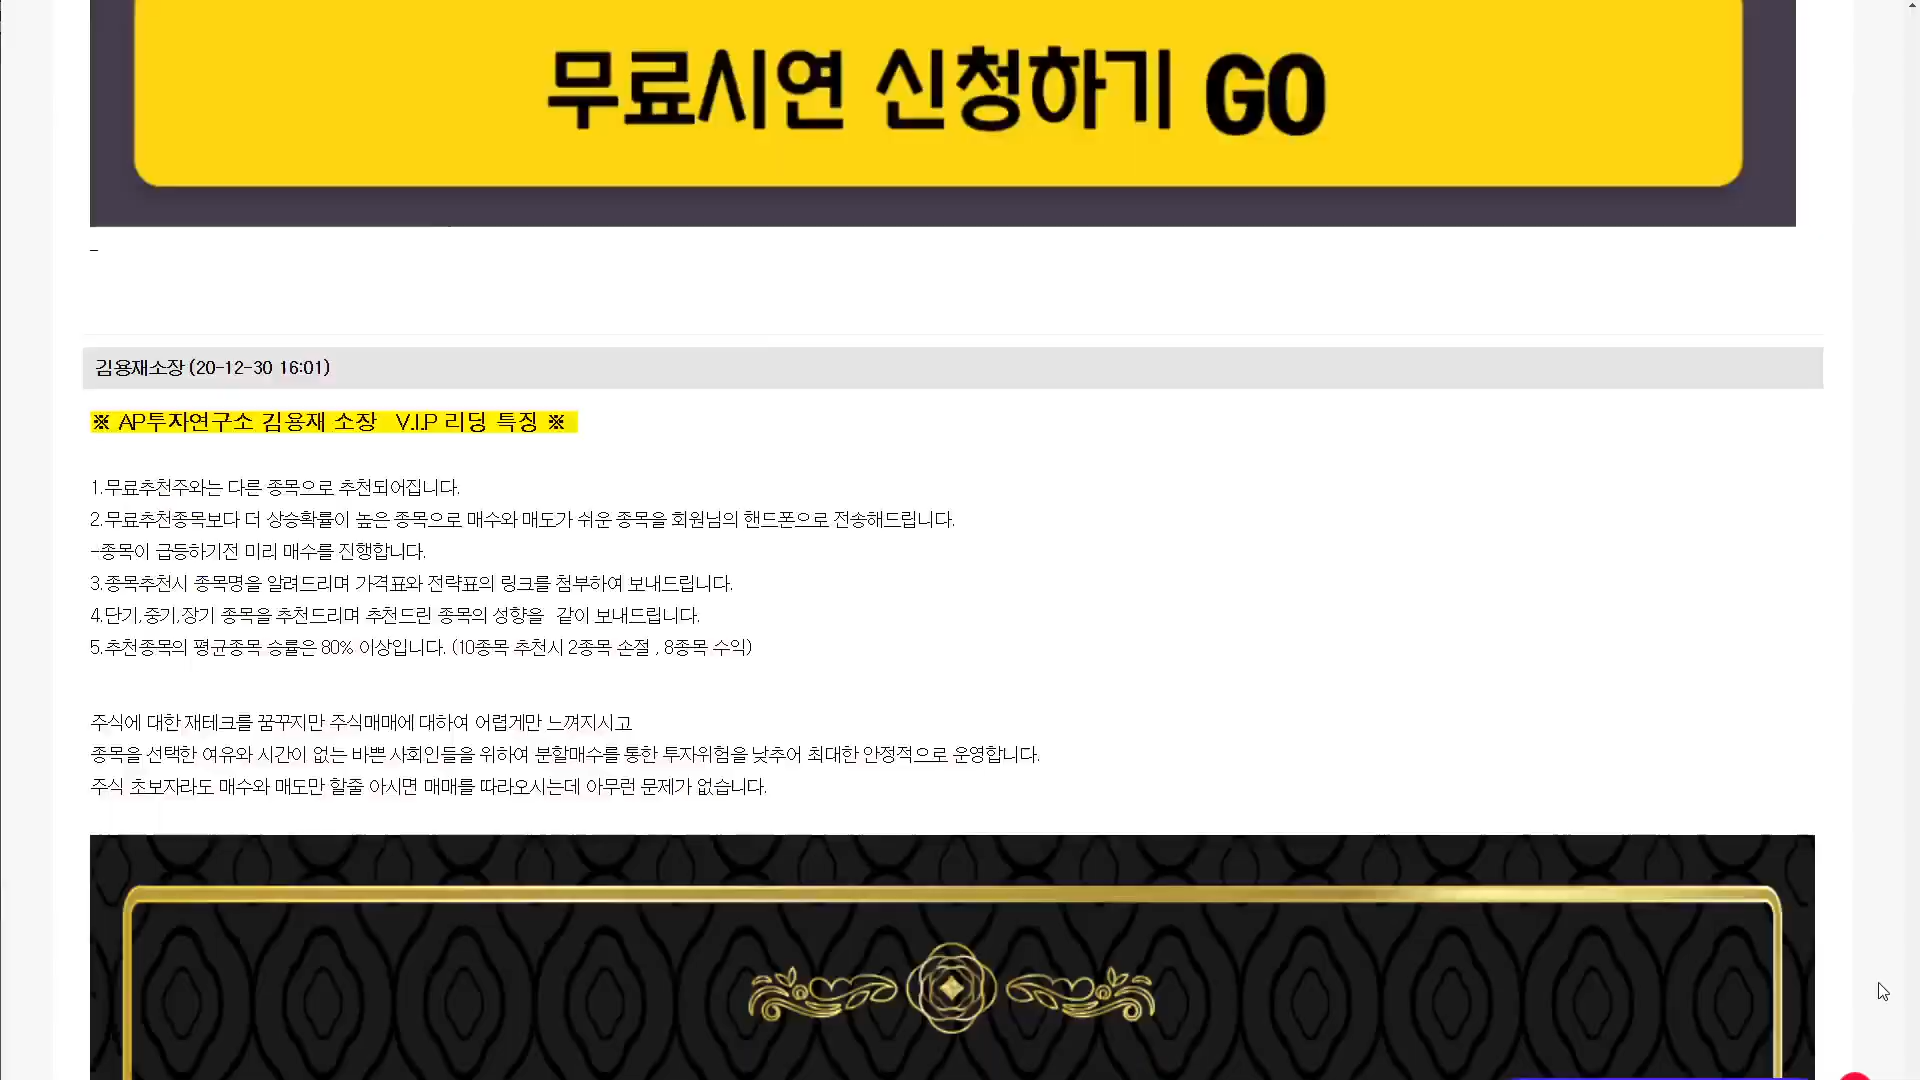 무료시연 신청하기 GO
김용재소장 (20-12-30 16:01)
※ AP투자연구소 김용재 소장 V.I.P 리딩 특징 ※
1.무료추천주와는 다른 종목으로 추천되어집니다.
2.무료추천종목보다 더 상승확률이 높은 종목으로 매수와 매도가 쉬운 종목을 회원님의 핸드폰으로 전송해드립니다.
-종목이 급등하기전 미리 매수를 진행합니다.
3.종목추천시 종목명을 알려드리며 가격표와 전략표의 링크를 첨부하여 보내드립니다.
4.단기,중기,장기 종목을 추천드리며 추천드린 종목의 성향을 같이 보내드립니다.
5.추천종목의 평균종목 승률은 80% 이상입니다. (10종목 추천시 2종목 손절 , 8종목 수익)
주식에 대한 재테크를 꿈꾸지만 주식매매에 대하여 어렵게만 느껴지시고
종목을 선택한 여유와 시간이 없는 바쁜 사회인들을 위하여 분할매수를 통한 투자위험을 낮추어 최대한 안정적으로 운영합니다.
주식 초보자라도 매수와 매도만 할줄 아시면 매매를 따라오시는데 아무런 문제가 없습니다.